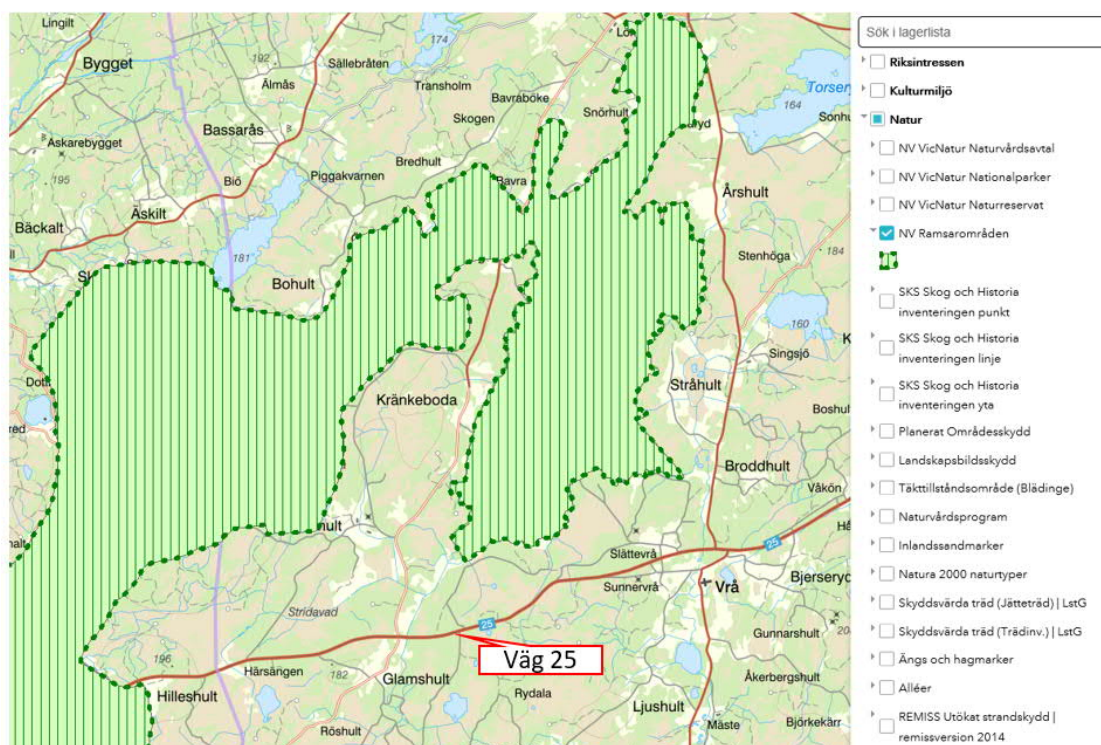 Lingilt
Bygget
192
Sällebråten
174
Älmås
Transholm
Bavraböke
Torser
164
Skogen
Snörhult
Sonhu
Bassarås
Askarebygget
Bredhult
ryd
195
Bió
Piggakvarnen
Bavra
Äskilt
Årshult
Bäckalt
181
Stenhöga
184
Bohult
160
Singsjö
Kränkeboda
Stråhult
Boshult
Broddhult
Våkön
25
Slättevrå
Sunnervrå
Vrå
Bjerseryd
Stridavad
25
Gunnarshult
Väg 25
196
Härsängen
182
Glamshult
Åkerbergshult
Hilleshult
Rydala
Ljushult
Röshult
Mäste
Björkekärr
Sök i lagerlista
Riksintressen
Kulturmiljö
Natur
NV VicNatur Naturvårdsavtal
NV VicNatur Nationalparker
NV VicNatur Naturreservat
NV Ramsarområden
SKS Skog och Historia
inventeringen punkt
SKS Skog och Historia
inventeringen linje
SKS Skog och Historia
inventeringen yta
Planerat Områdesskydd
Landskapsbildsskydd
Täkttillståndsområde (Blädinge)
Naturvårdsprogram
Inlandssandmarker
Natura 2000 naturtyper
Skyddsvärda träd (Jätteträd) | LstG
Skyddsvärda träd (Trädinv.) | LstG
Ängs och hagmarker
Alléer
REMISS Utökat strandskydd |
remissversion 2014